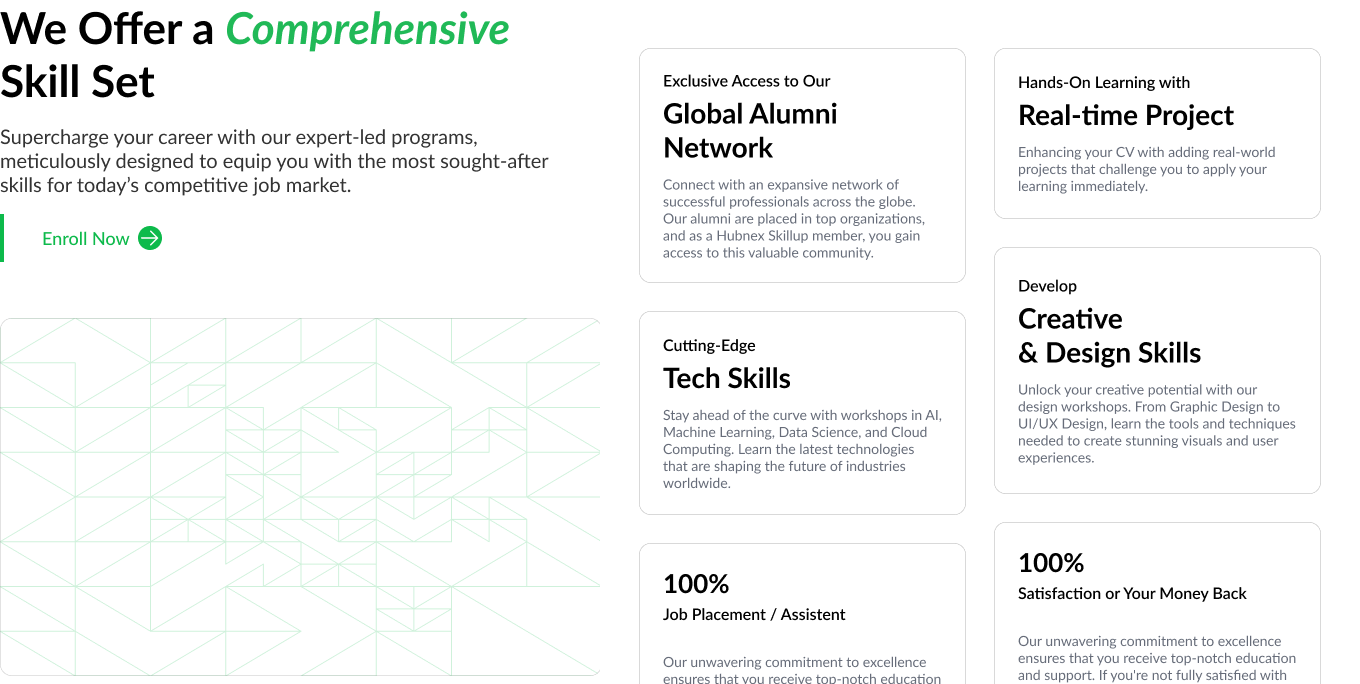 We Offer a Comprehensive
Skill Set
Supercharge your career with our expert-led programs,
meticulously designed to equip you with the most sought-after
skills for today’s competitive job market.
Enroll Now
Exclusive Access to Our
Global Alumni
Network
Connect with an expansive network of
successful professionals across the globe.
Our alumni are placed in top organizations,
and as a Hubnex Skillup member, you gain
access to this valuable community.
Cutting-Edge
Tech Skills
Stay ahead of the curve with workshops in AI,
Machine Learning, Data Science, and Cloud
Computing. Learn the latest technologies
that are shaping the future of industries
worldwide.
100%
Job Placement / Assistent
Our unwavering commitment to excellence
ensures that you receive top-notch education
Hands-On Learning with
Real-time Project
Enhancing your CV with adding real-world
projects that challenge you to apply your
learning immediately.
Develop
Creative
& Design Skills
Unlock your creative potential with our
design workshops. From Graphic Design to
UI/UX Design, learn the tools and techniques
needed to create stunning visuals and user
experiences.
100%
Satisfaction or Your Money Back
Our unwavering commitment to excellence
ensures that you receive top-notch education
and support. If you're not fully satisfied with